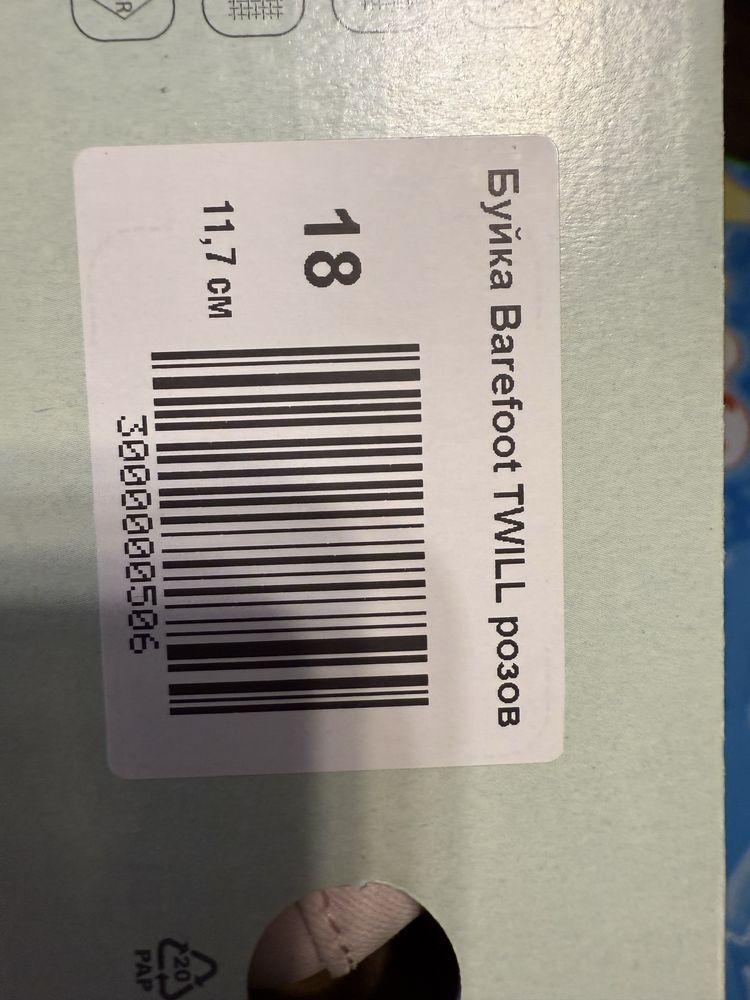 Буйка Barefoot TWILL розов
18
11,7 см
3000000506
R
20
PAP